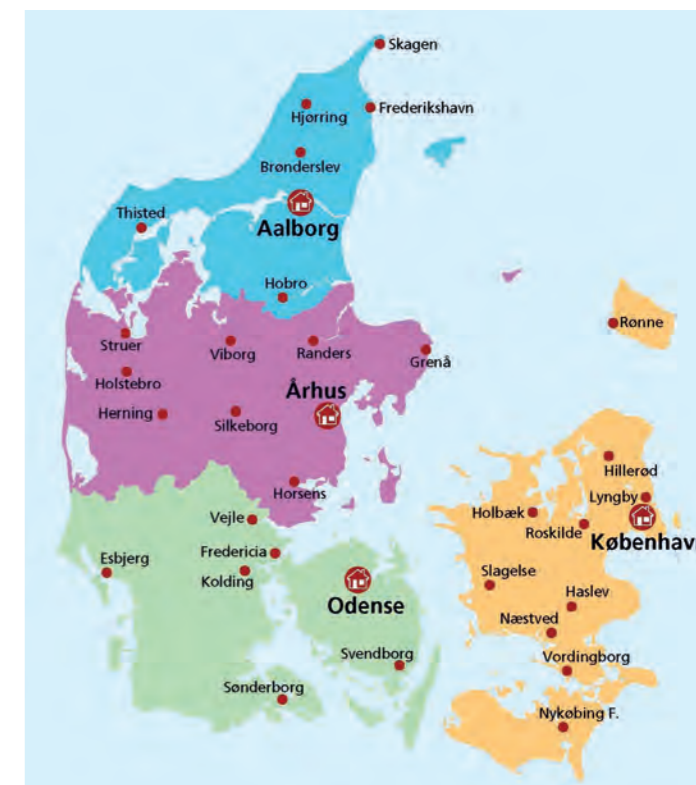 Skagen
Hjørring
Frederikshavn
Brønderslev
Thisted
Aalborg
Hobro
Rønne
Struer
Viborg
Randers
Grenå
Holstebro
Århus
Herning
Silkeborg
Hillerød
Horsens
Lyngby
Holbæk
Vejle
Roskilde
Københav
Fredericia
Esbjerg
Kolding
Slagelse
Odense
Haslev
Næstved
Svendborg
Vordingborg
Sønderborg
Nykøbing F.